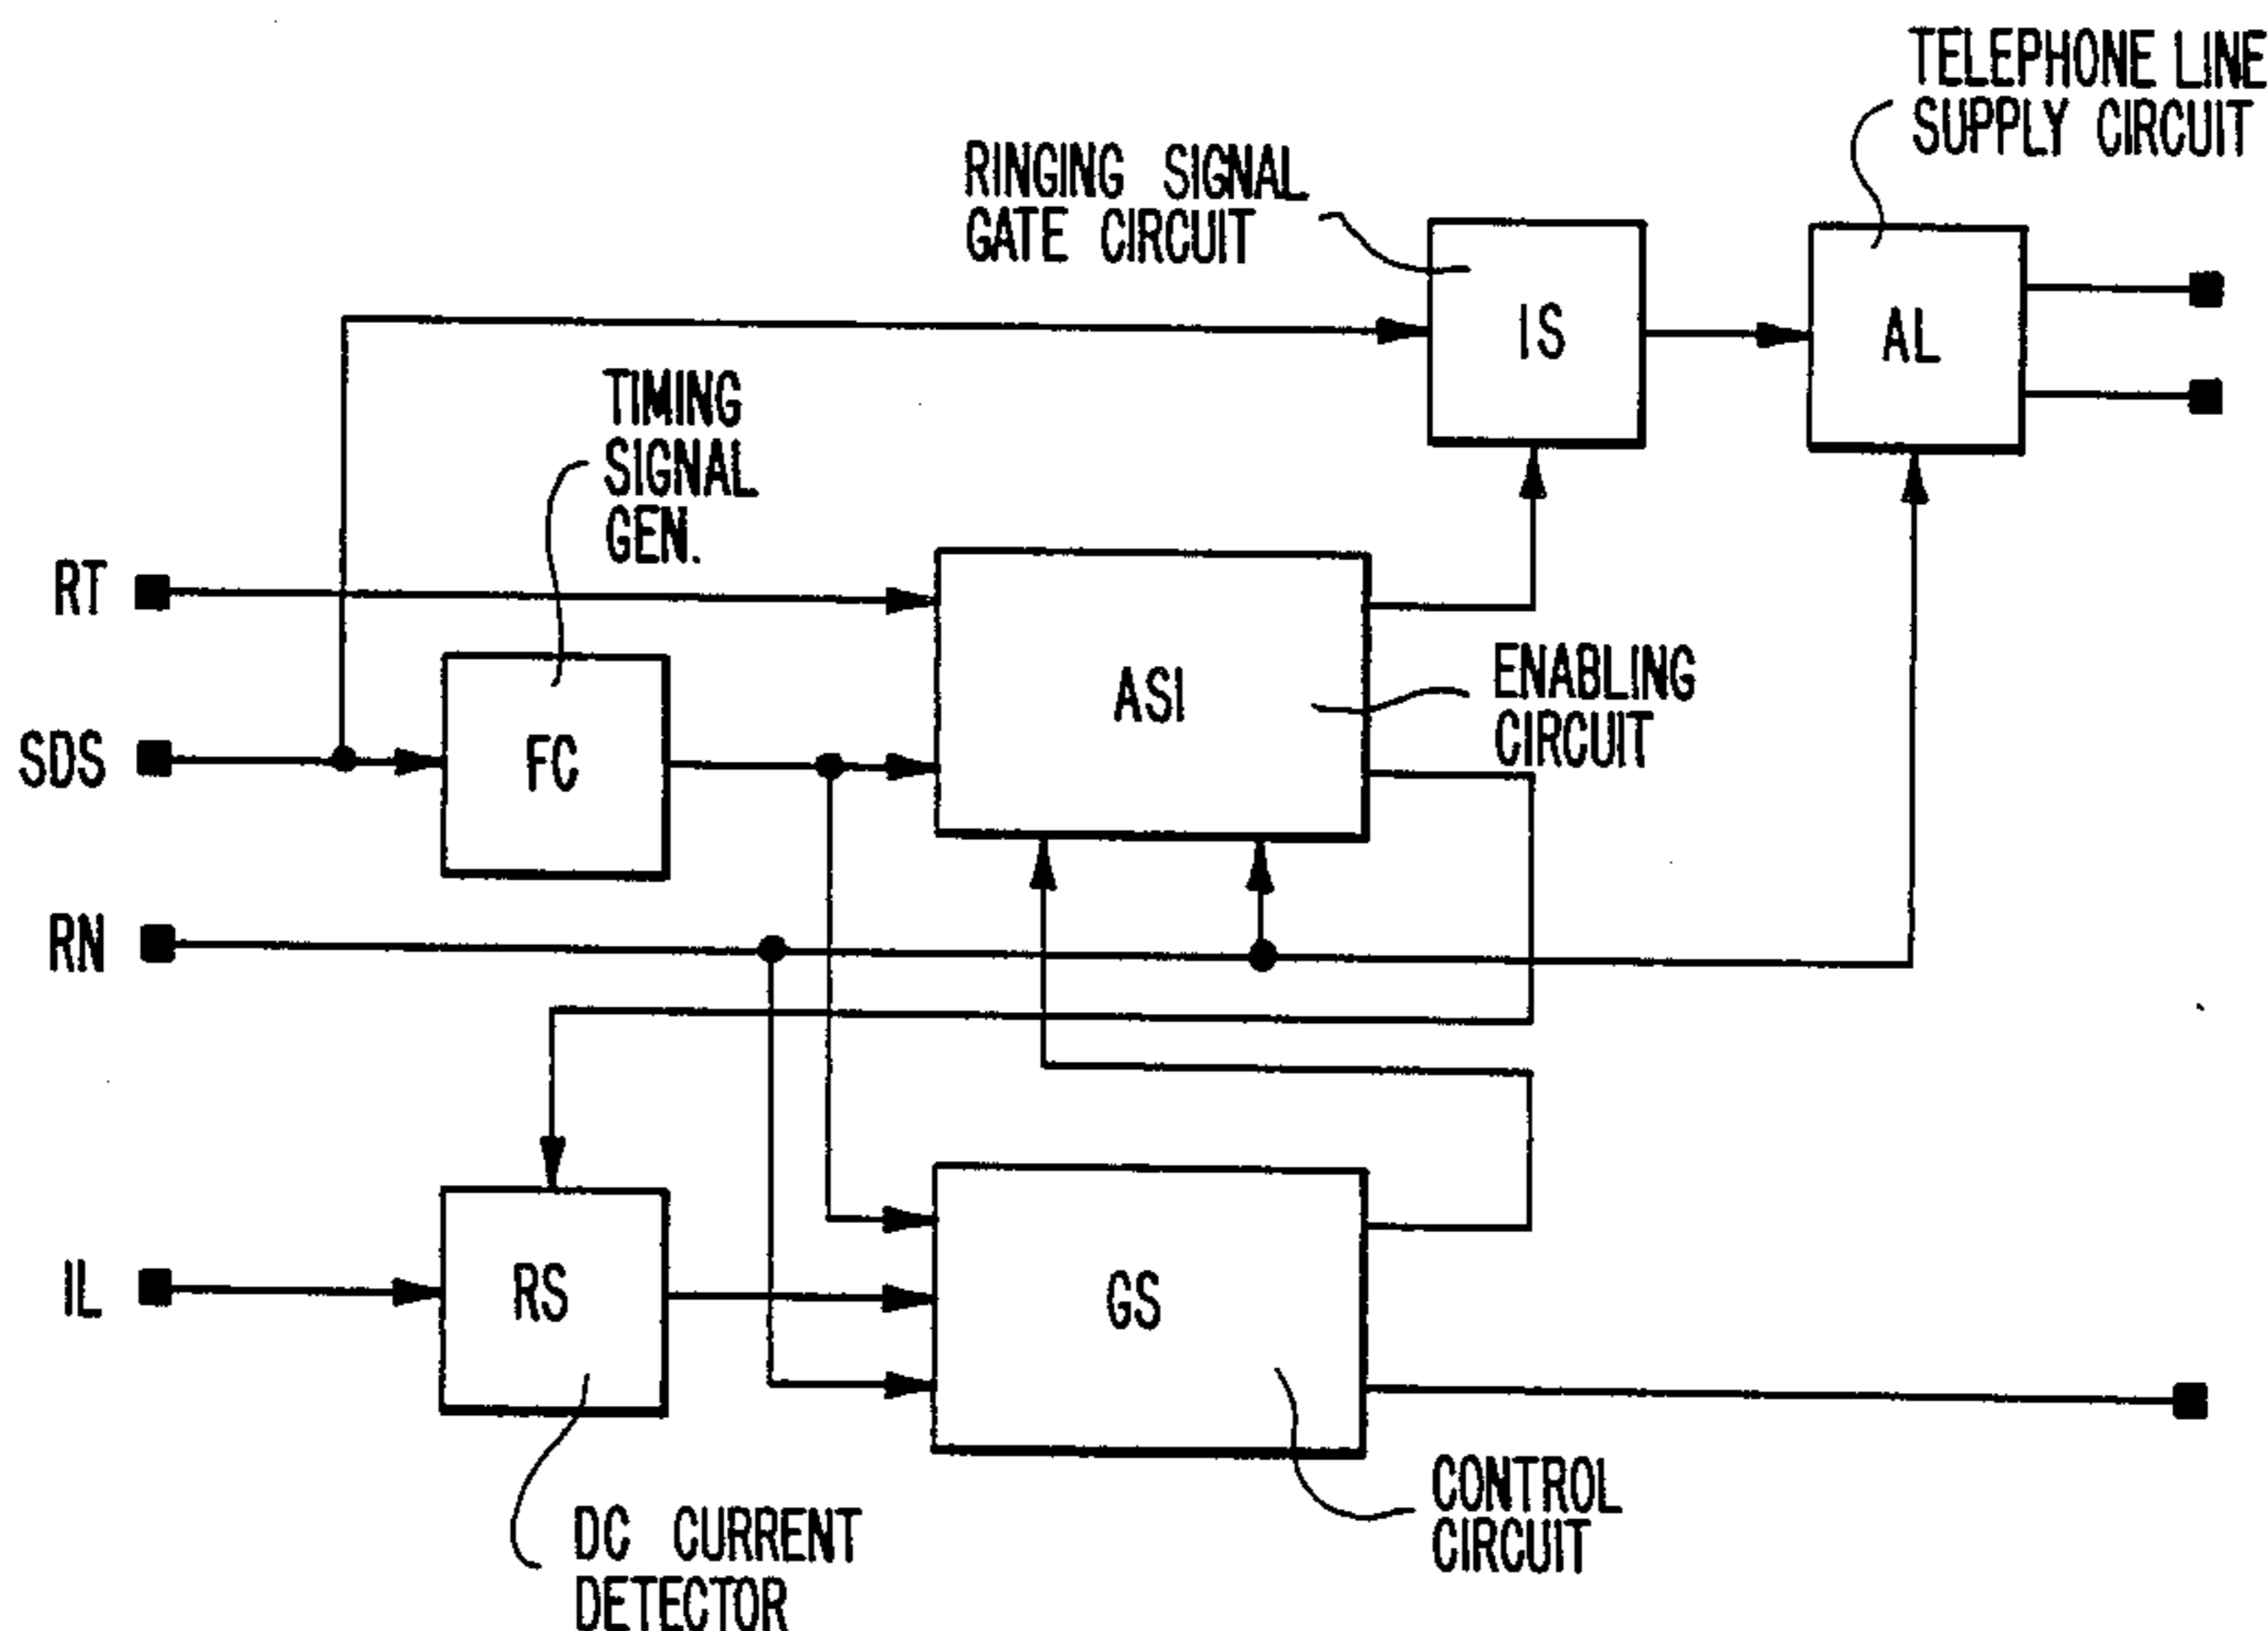 TELEPHONE LINE
SUPPLY CIRCUIT
RINGING SIGNAL
GATE CIRCUIT
IS
AL
TIMING
SIGNAL
GEN.
RT
ASI
ENABLING
CIRCUIT
SDS
FC
RN
IL
RS
GS
CONTROL
CIRCUIT
DC CURRENT
DETECTOR